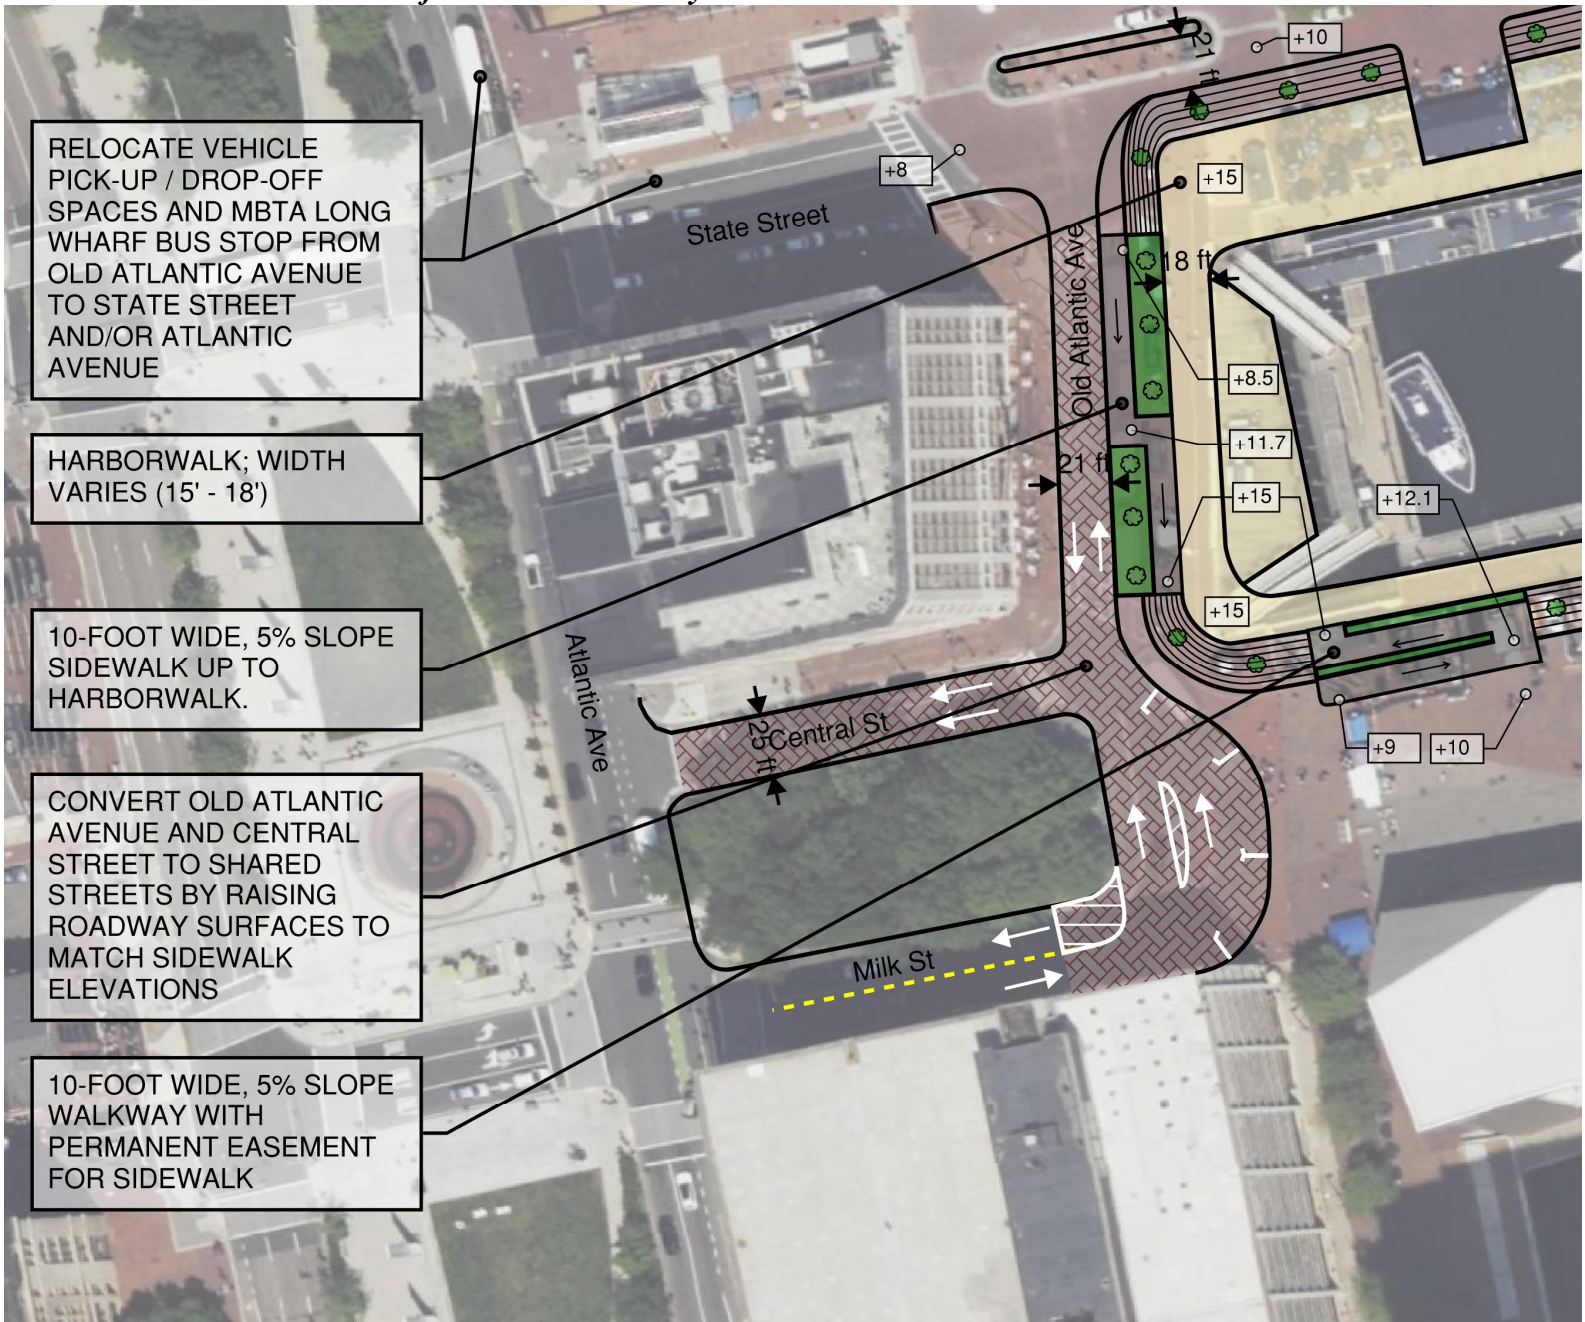 RELOCATE VEHICLE
PICK-UP / DROP-OFF
SPACES AND MBTA LONG
WHARF BUS STOP FROM
OLD ATLANTIC AVENUE
TO STATE STREET
AND/OR ATLANTIC
AVENUE
HARBORWALK; WIDTH
VARIES (15' - 18')
10-FOOT WIDE, 5% SLOPE
SIDEWALK UP TO
HARBORWALK.
CONVERT OLD ATLANTIC
AVENUE AND CENTRAL
STREET TO SHARED
STREETS BY RAISING
ROADWAY SURFACES TO
MATCH SIDEWALK
ELEVATIONS
10-FOOT WIDE, 5% SLOPE
WALKWAY WITH
PERMANENT EASEMENT
FOR SIDEWALK
21 ft
+10
+8
+15
State Street
Old Atlantic Ave
18 ft
+8.5
+11.7
21 ft
+15
+12.1
+15
Atlantic Ave
25 ft
Central St
+9
+10
Milk St